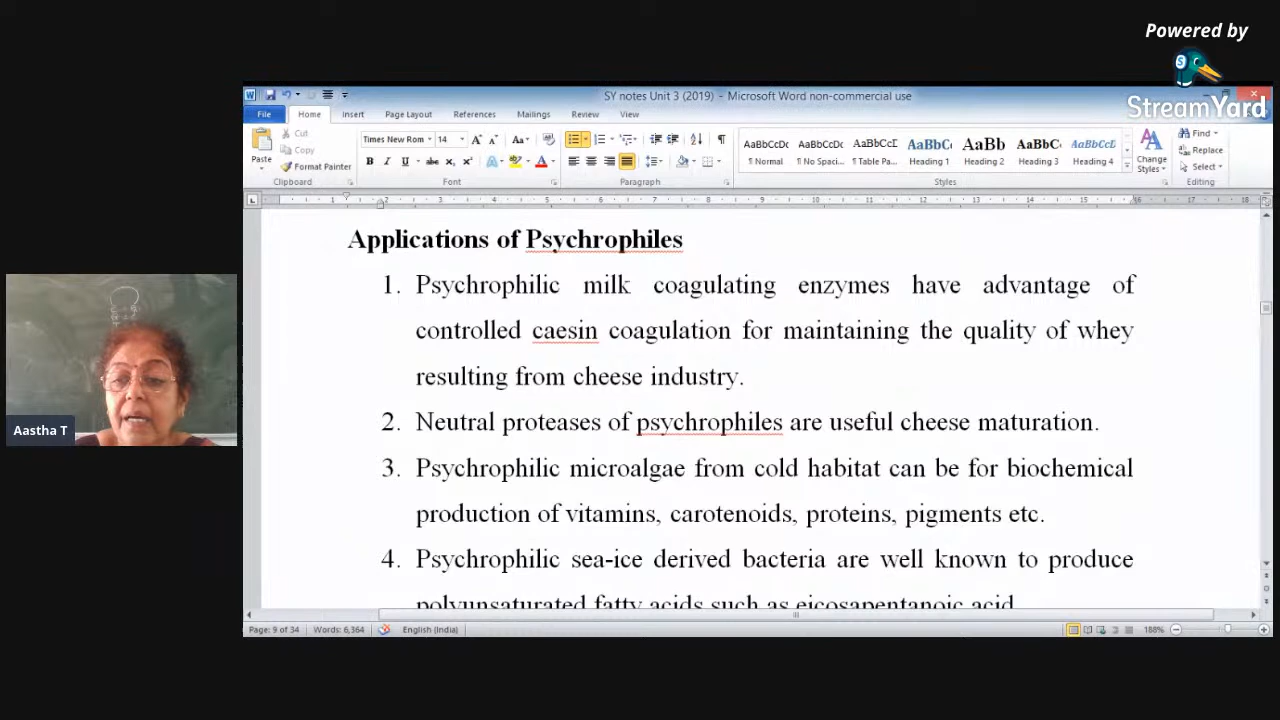 Powered by
StreamYard
SY notes Unit 3 (2019) - Microsoft Word non-commercial use
File Home Insert Page Layout References Mailings Review View
Paste
Cut
Copy
Format Painter
Clipboard
Times New Rom 14
Font
Paragraph
AaBbCcDc AaBbCcDc AaBbCcD AaBbC AaBb AaBbC AaBbCcD
¶ Normal ¶ No Spaci... ¶ Table Pa... Heading 1 Heading 2 Heading 3 Heading 4
Change Styles
Styles
Find
Replace
Select
Editing
Applications of Psychrophiles
1. Psychrophilic milk coagulating enzymes have advantage of
controlled caesin coagulation for maintaining the quality of whey
resulting from cheese industry.
2. Neutral proteases of psychrophiles are useful cheese maturation.
3. Psychrophilic microalgae from cold habitat can be for biochemical
production of vitamins, carotenoids, proteins, pigments etc.
4. Psychrophilic sea-ice derived bacteria are well known to produce
polyunsaturated fatty acids such as eicosapentanoic acid
Aastha T
Page: 9 of 34 Words: 6,364 English (India) 188%